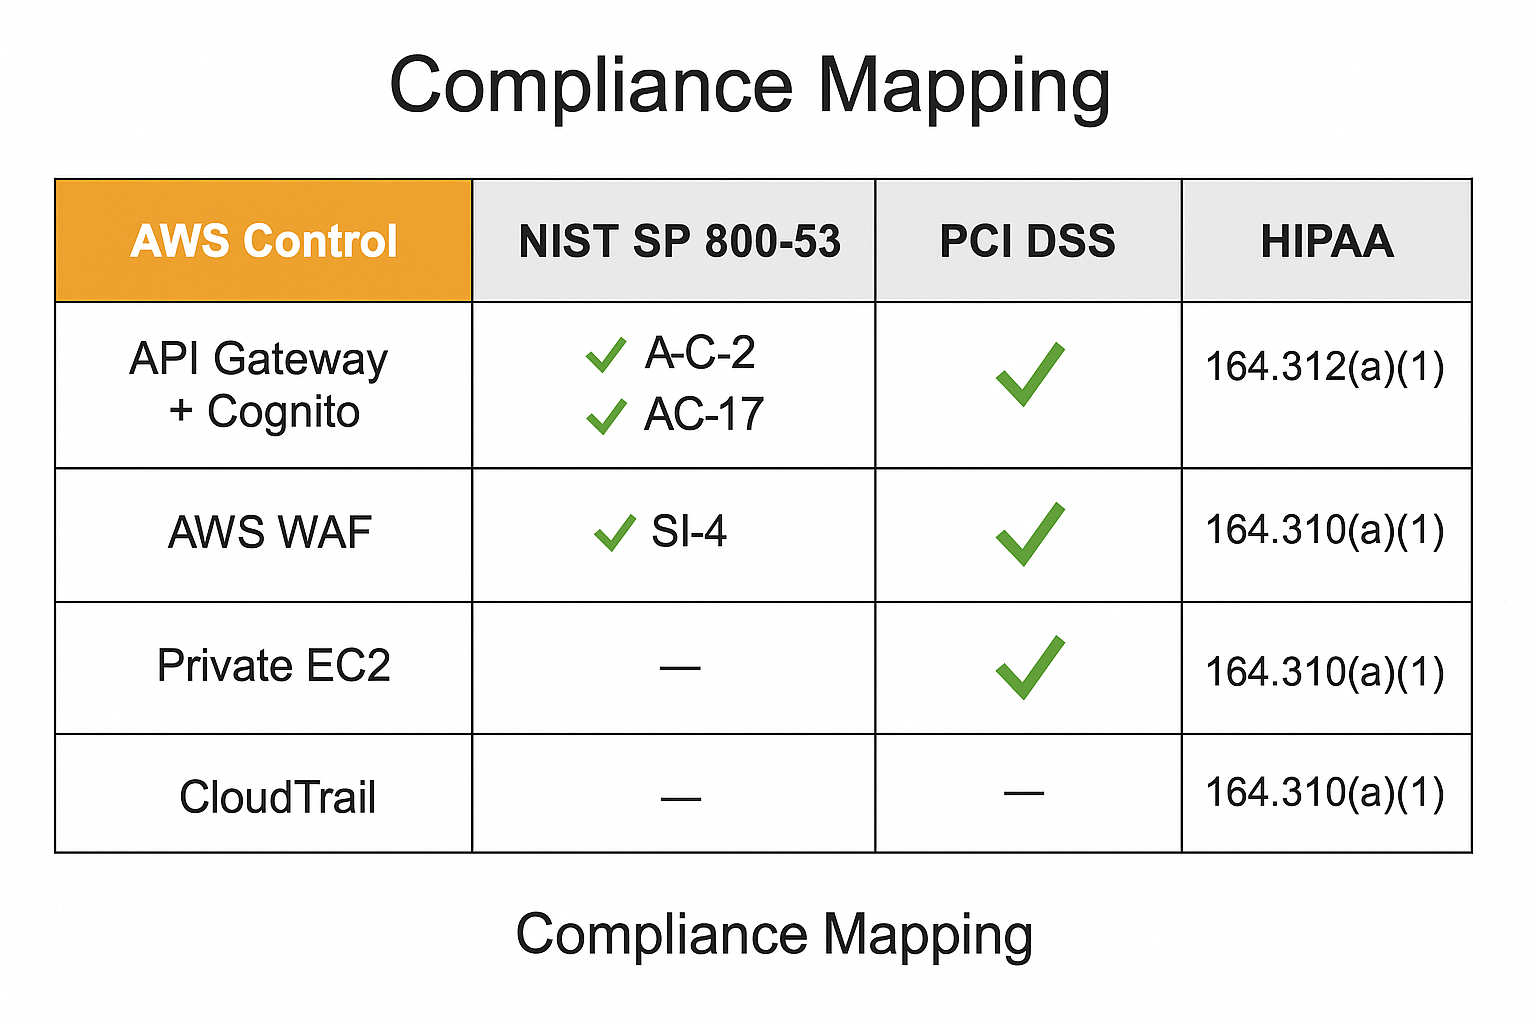 Compliance Mapping
AWS Control
NIST SP 800-53
PCI DSS
HIPAA
API Gateway
+ Cognito
✓ A-C-2
✓ AC-17
✓
164.312(a)(1)
AWS WAF
✓ SI-4
✓
164.310(a)(1)
Private EC2
—
✓
164.310(a)(1)
CloudTrail
—
—
164.310(a)(1)
Compliance Mapping